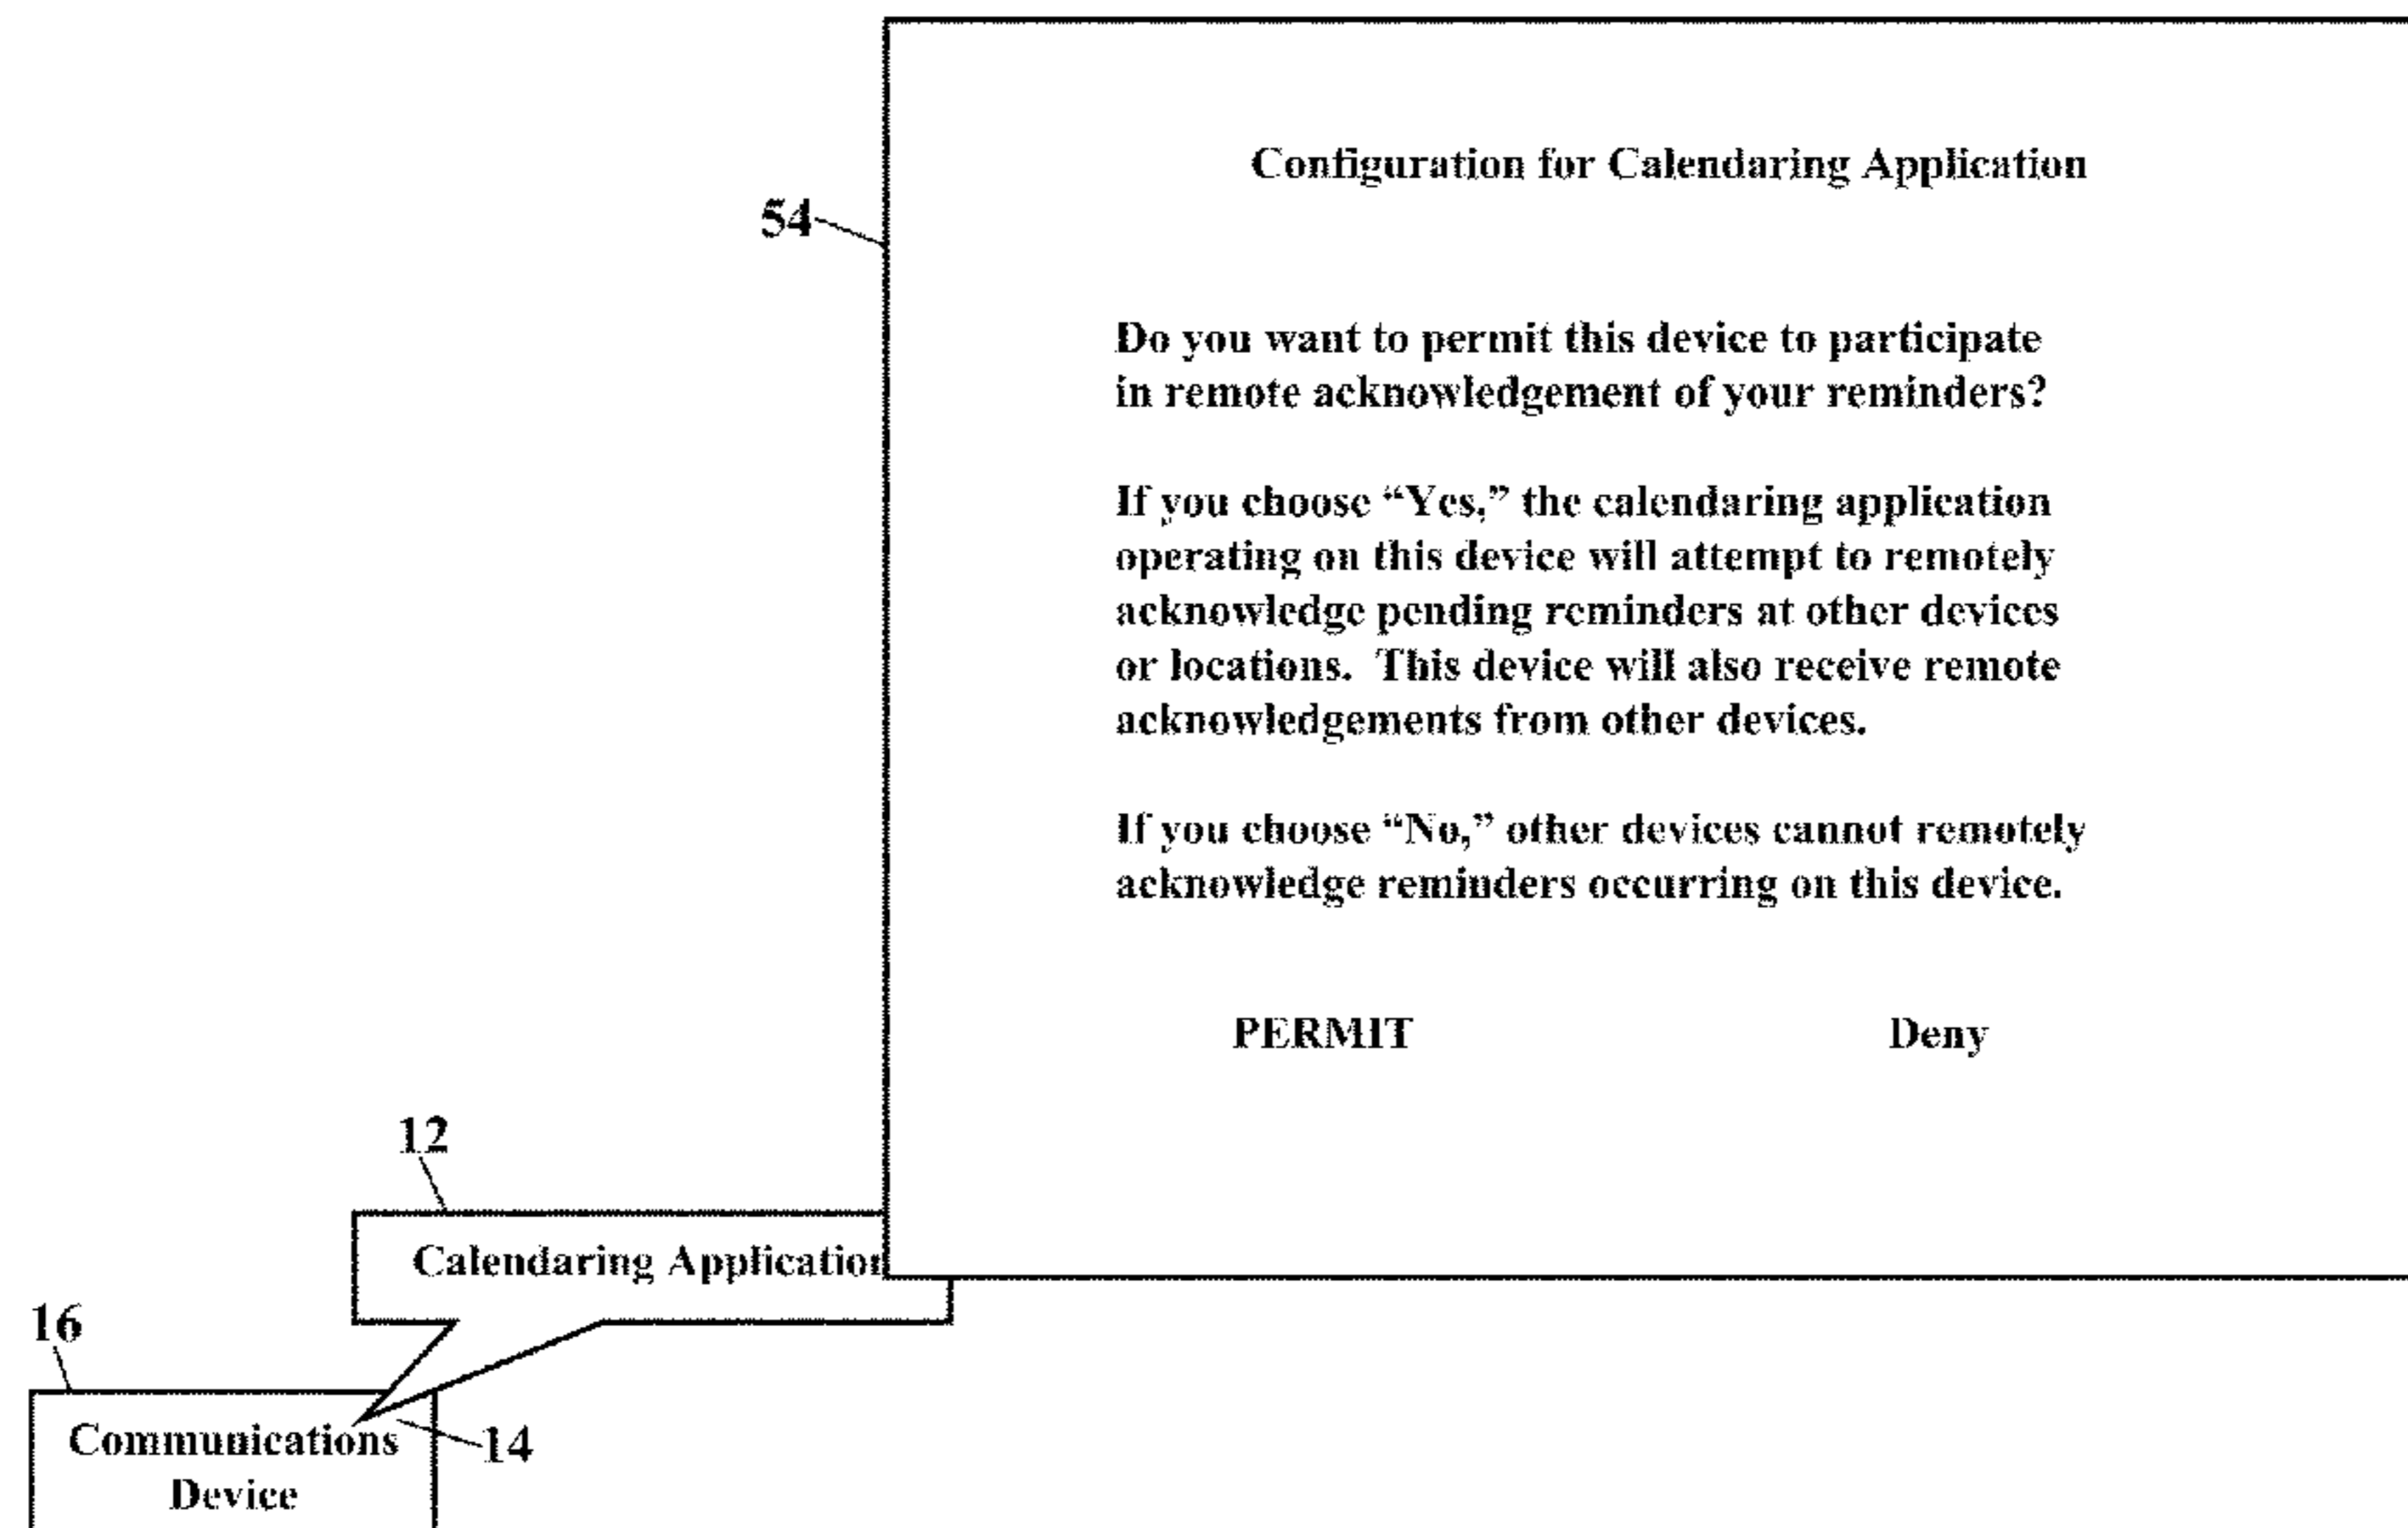 Configuration for Calendaring Application
54
Do you want to permit this device to participate
in remote acknowledgement of your reminders?
If you choose “Yes,” the calendaring application
operating on this device will attempt to remotely
acknowledge pending reminders at other devices
or locations. This device will also receive remote
acknowledgements from other devices.
If you choose “No,” other devices cannot remotely
acknowledge reminders occurring on this device.
PERMIT Deny
12
Calendaring Application
16
Communications
Device
14